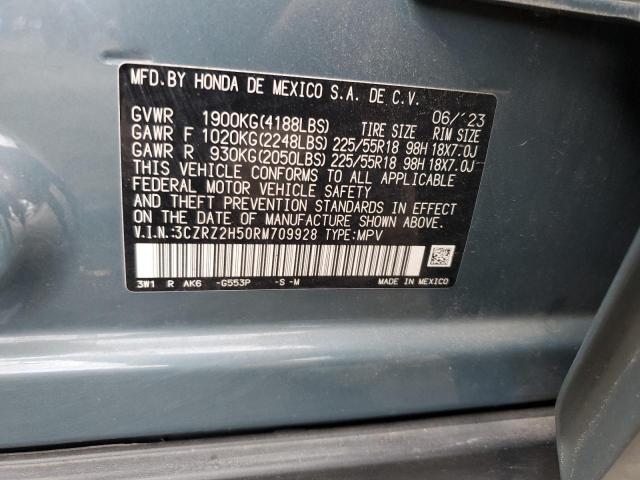 MFD.BY HONDA DE MEXICO S.A. DE C.V.
06/'23
GVWR 1900KG(4188LBS) TIRE SIZE RIM SIZE
GAWR F 1020KG(2248LBS) 225/55R18 98H 18X7.0J
GAWR R 930KG(2050LBS) 225/55R18 98H 18X7.0J
THIS VEHICLE CONFORMS TO ALL APPLICABLE
FEDERAL MOTOR VEHICLE SAFETY
AND THEFT PREVENTION STANDARDS IN EFFECT
ON THE DATE OF MANUFACTURE SHOWN ABOVE.
V.I.N.:3CZRZ2H50RM709928 TYPE:MPV
3W1 R AK6 -G553P -S -M MADE IN MEXICO